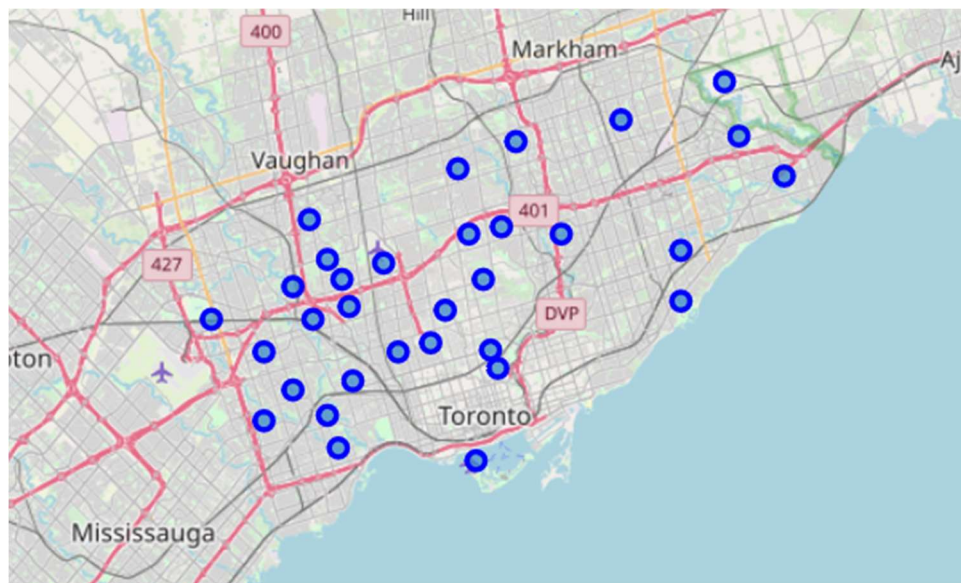 Hill
400
Markham
Aj
Vaughan
401
427
DVP
ton
Toronto
Mississauga